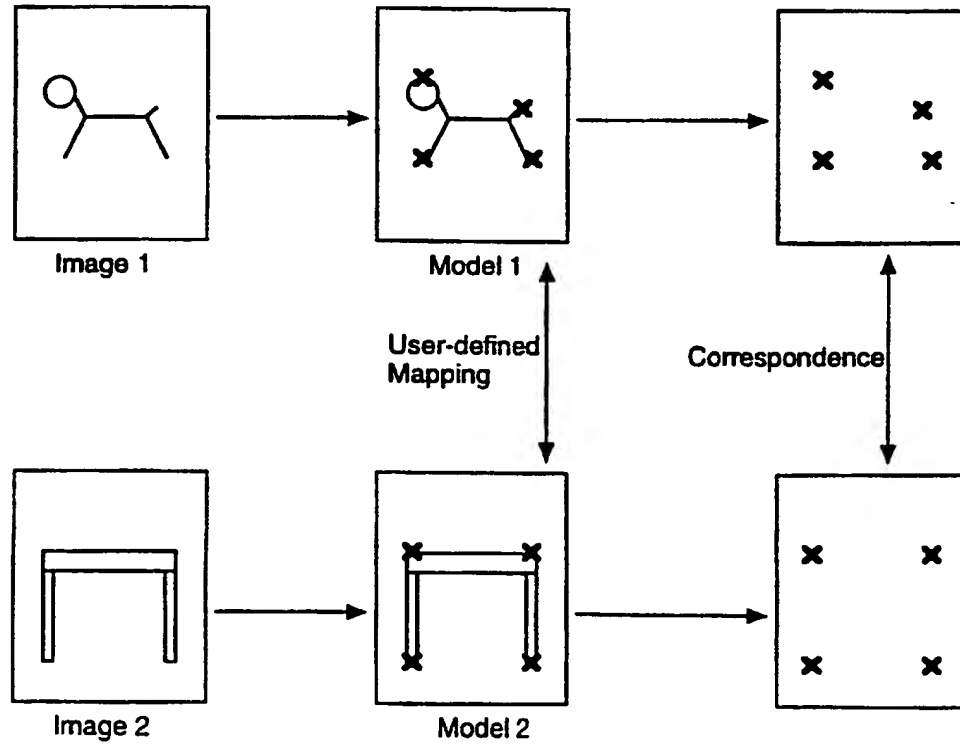 Image 1
Model 1
User-defined
Mapping
Correspondence
Image 2
Model 2